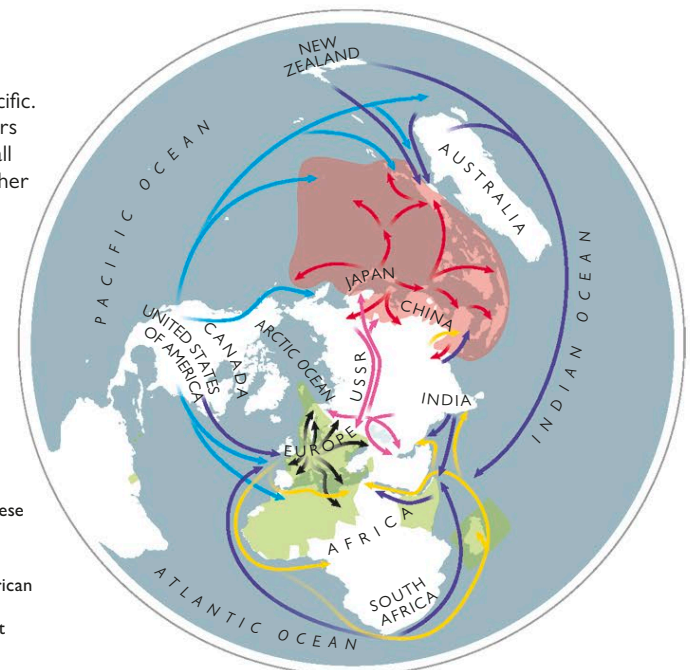 cific.
rs
all
her
ese
rican
t
NEW
ZEALAND
PACIFIC OCEAN
AUSTRALIA
JAPAN
CHINA
UNITED STATES
OF AMERICA
CANADA
ARCTIC OCEAN
USSR
INDIA
INDIAN OCEAN
EUROPE
AFRICA
SOUTH
AFRICA
ATLANTIC OCEAN